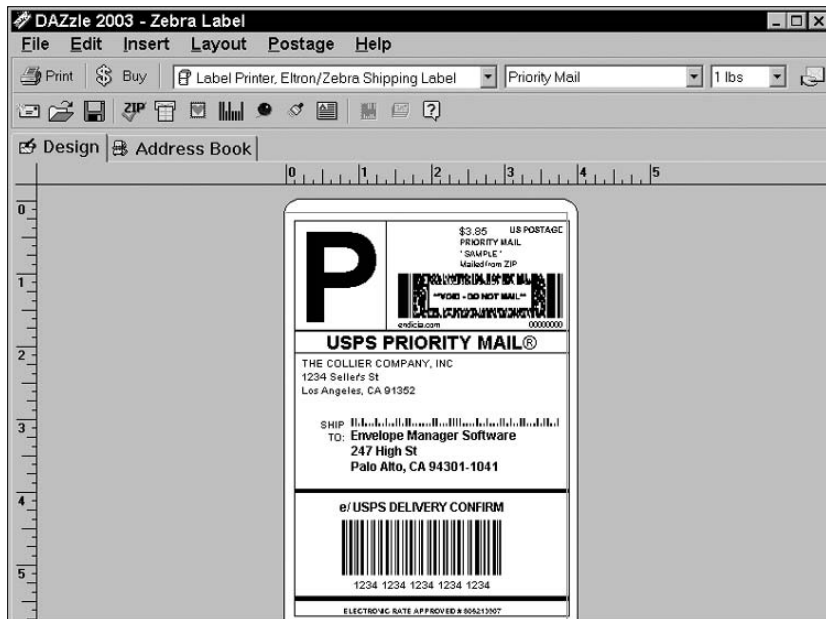 DAZzle 2003 - Zebra Label
File Edit Insert Layout Postage Help
Print Buy Label Printer, Eltron/Zebra Shipping Label Priority Mail 1 lbs
ZIP
Design Address Book
0 1 2 3 4 5
0
1
2
3
4
5
P
$3.85 US POSTAGE
PRIORITY MAIL
*SAMPLE*
Mailed from ZIP
**VOID - DO NOT MAIL**
endicia.com 00000000
USPS PRIORITY MAIL®
THE COLLIER COMPANY, INC
1234 Sellers St
Los Angeles, CA 91352
SHIP
TO: Envelope Manager Software
247 High St
Palo Alto, CA 94301-1041
e/ USPS DELIVERY CONFIRM
1234 1234 1234 1234 1234
ELECTRONIC RATE APPROVED #